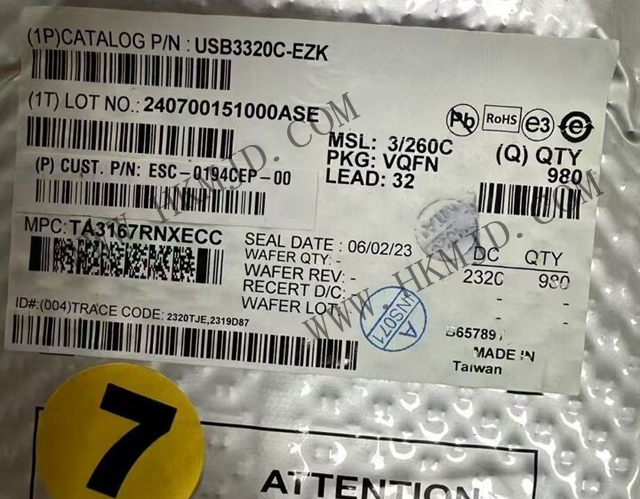 (1P)CATALOG P/N : USB3320C-EZK
(1T) LOT NO.: 240700151000ASE
Pb RoHS e3 e
MSL: 3/260C
PKG: VQFN
LEAD: 32
(Q) QTY
980
(P) CUST. P/N: ESC-0194CEP-00
MPC: TA3167RNXECC
SEAL DATE : 06/02/23
WAFER QTY: -
WAFER REV: -
RECERT D/C:
WAFER LOT
DC QTY
2320 980
- -
- -
ID#:(004)TRACE CODE: 2320TJE,2319D87
A
NVS071
MADE IN
Taiwan
7
ATTENTION
WWW.HKMJD.COM
WWW.HKMJD.COM